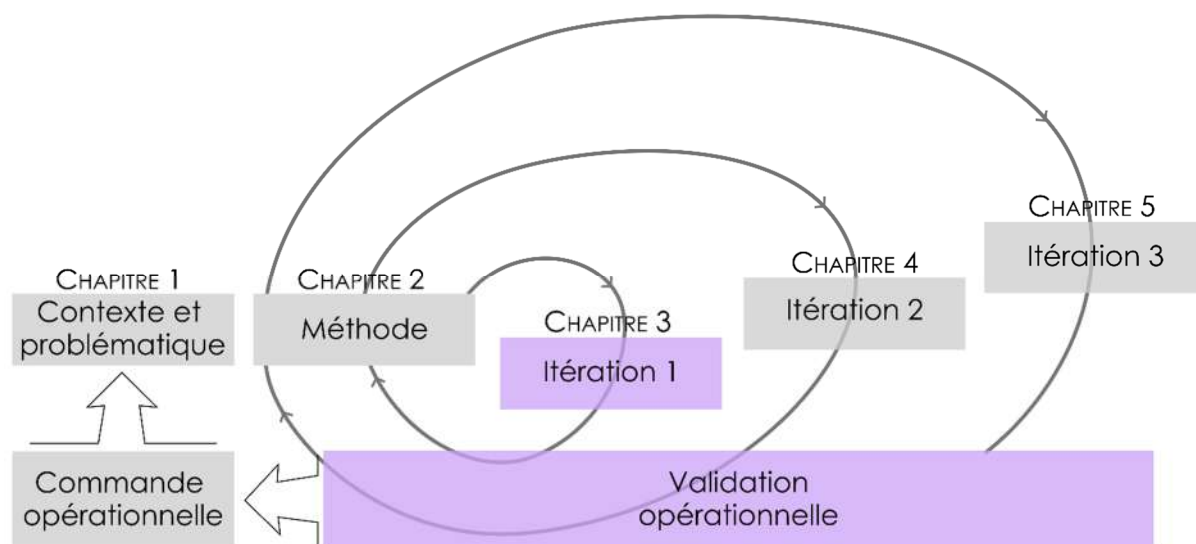 CHAPITRE 1
Contexte et
problématique
CHAPITRE 2
Méthode
CHAPITRE 3
Itération 1
CHAPITRE 4
Itération 2
CHAPITRE 5
Itération 3
Commande
opérationnelle
Validation
opérationnelle